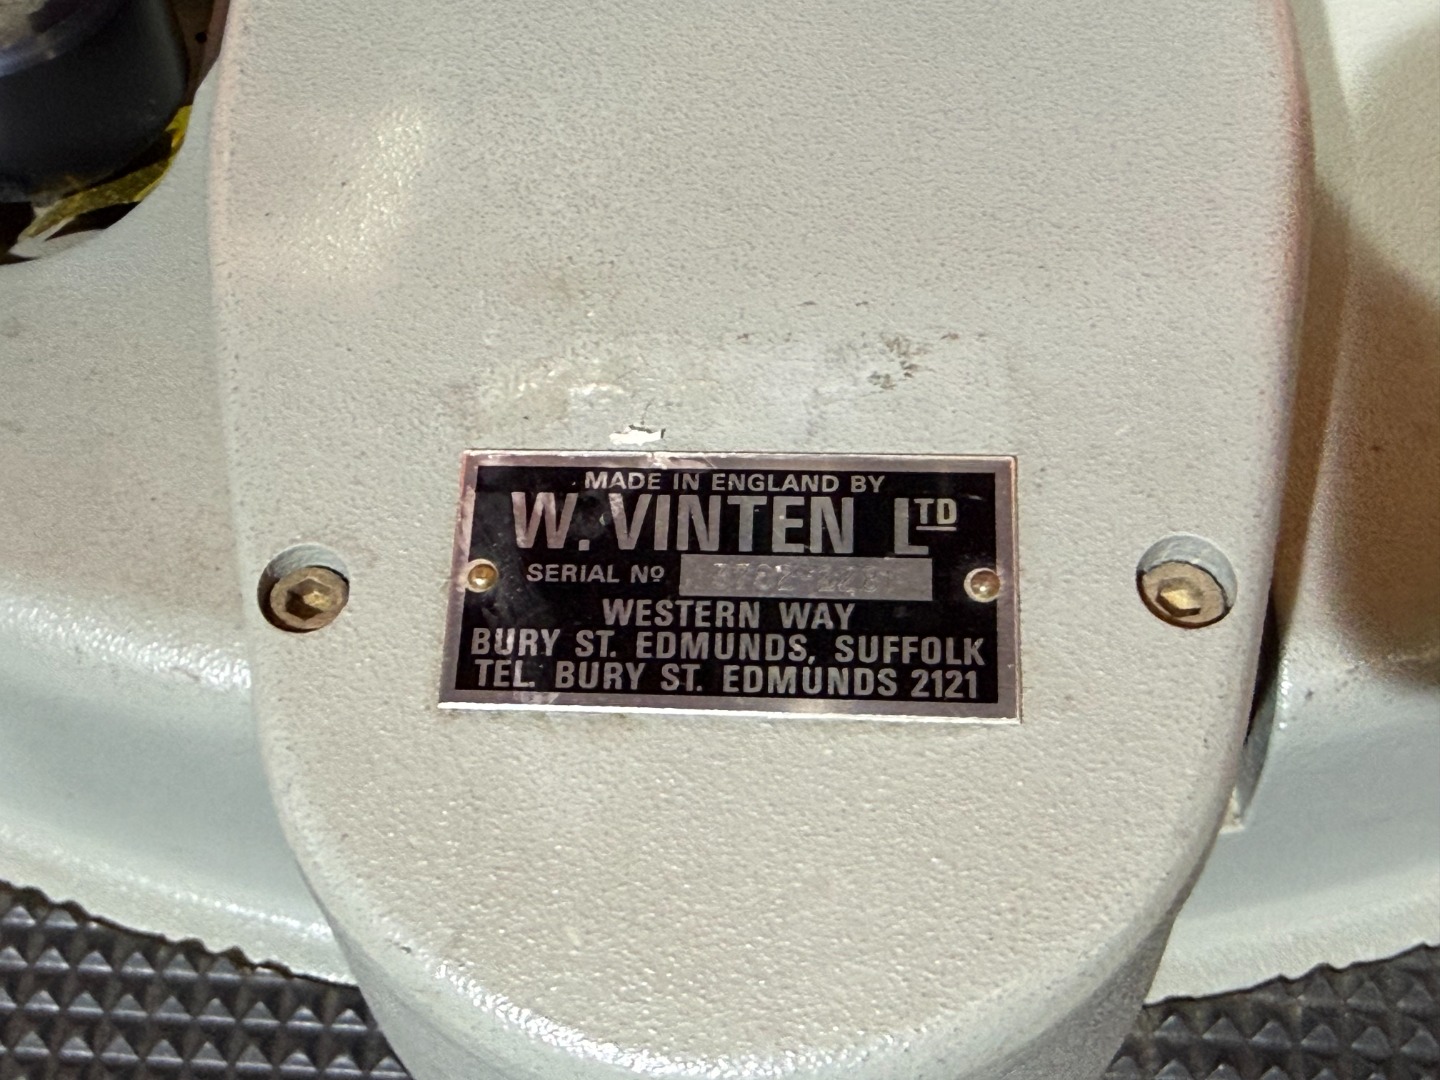 MADE IN ENGLAND BY
W. VINTEN LTD
SERIAL No
WESTERN WAY
BURY ST. EDMUNDS, SUFFOLK
TEL. BURY ST. EDMUNDS 2121